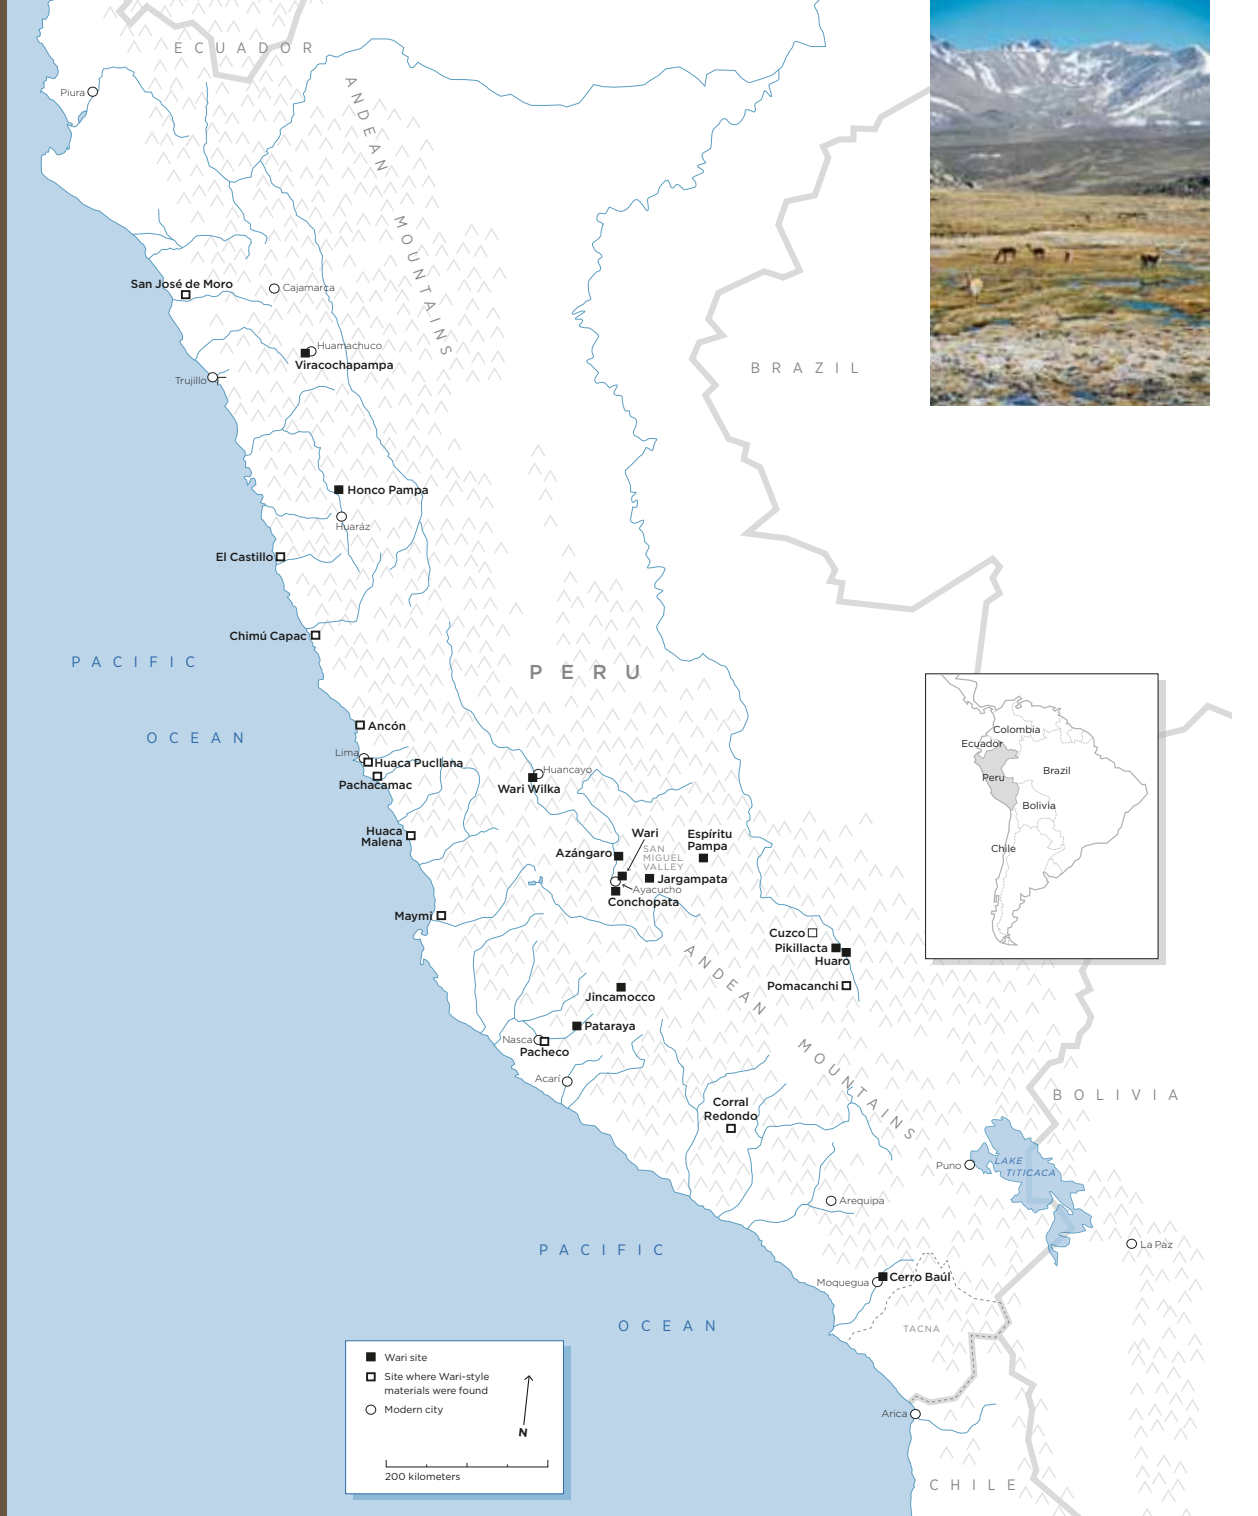 ECUADOR
Piura
ANDEAN MOUNTAINS
San José de Moro
Cajamarca
Huamachuco
Viracochapampa
Trujillo
BRAZIL
Honco Pampa
Huaráz
El Castillo
Chimú Capac
PACIFIC
OCEAN
PERU
Ancón
Lima
Huaca Pucllana
Pachacamac
Huancayo
Wari Wilka
Huaca
Malena
Wari
Espíritu
Pampa
Azángaro
SAN
MIGUEL
VALLEY
Jargampata
Ayacucho
Conchopata
Maymi
Cuzco
Pikillacta
Huaro
Pomacanchi
ANDEAN MOUNTAINS
Jincamocco
Pataraya
Nasca
Pacheco
Acarí
Corral
Redondo
BOLIVIA
LAKE
TITICACA
Puno
Arequipa
La Paz
PACIFIC
OCEAN
Moquegua
Cerro Baúl
TACNA
Arica
CHILE
Colombia
Ecuador
Peru
Brazil
Bolivia
Chile
Wari site
Site where Wari-style
materials were found
Modern city
N
200 kilometers